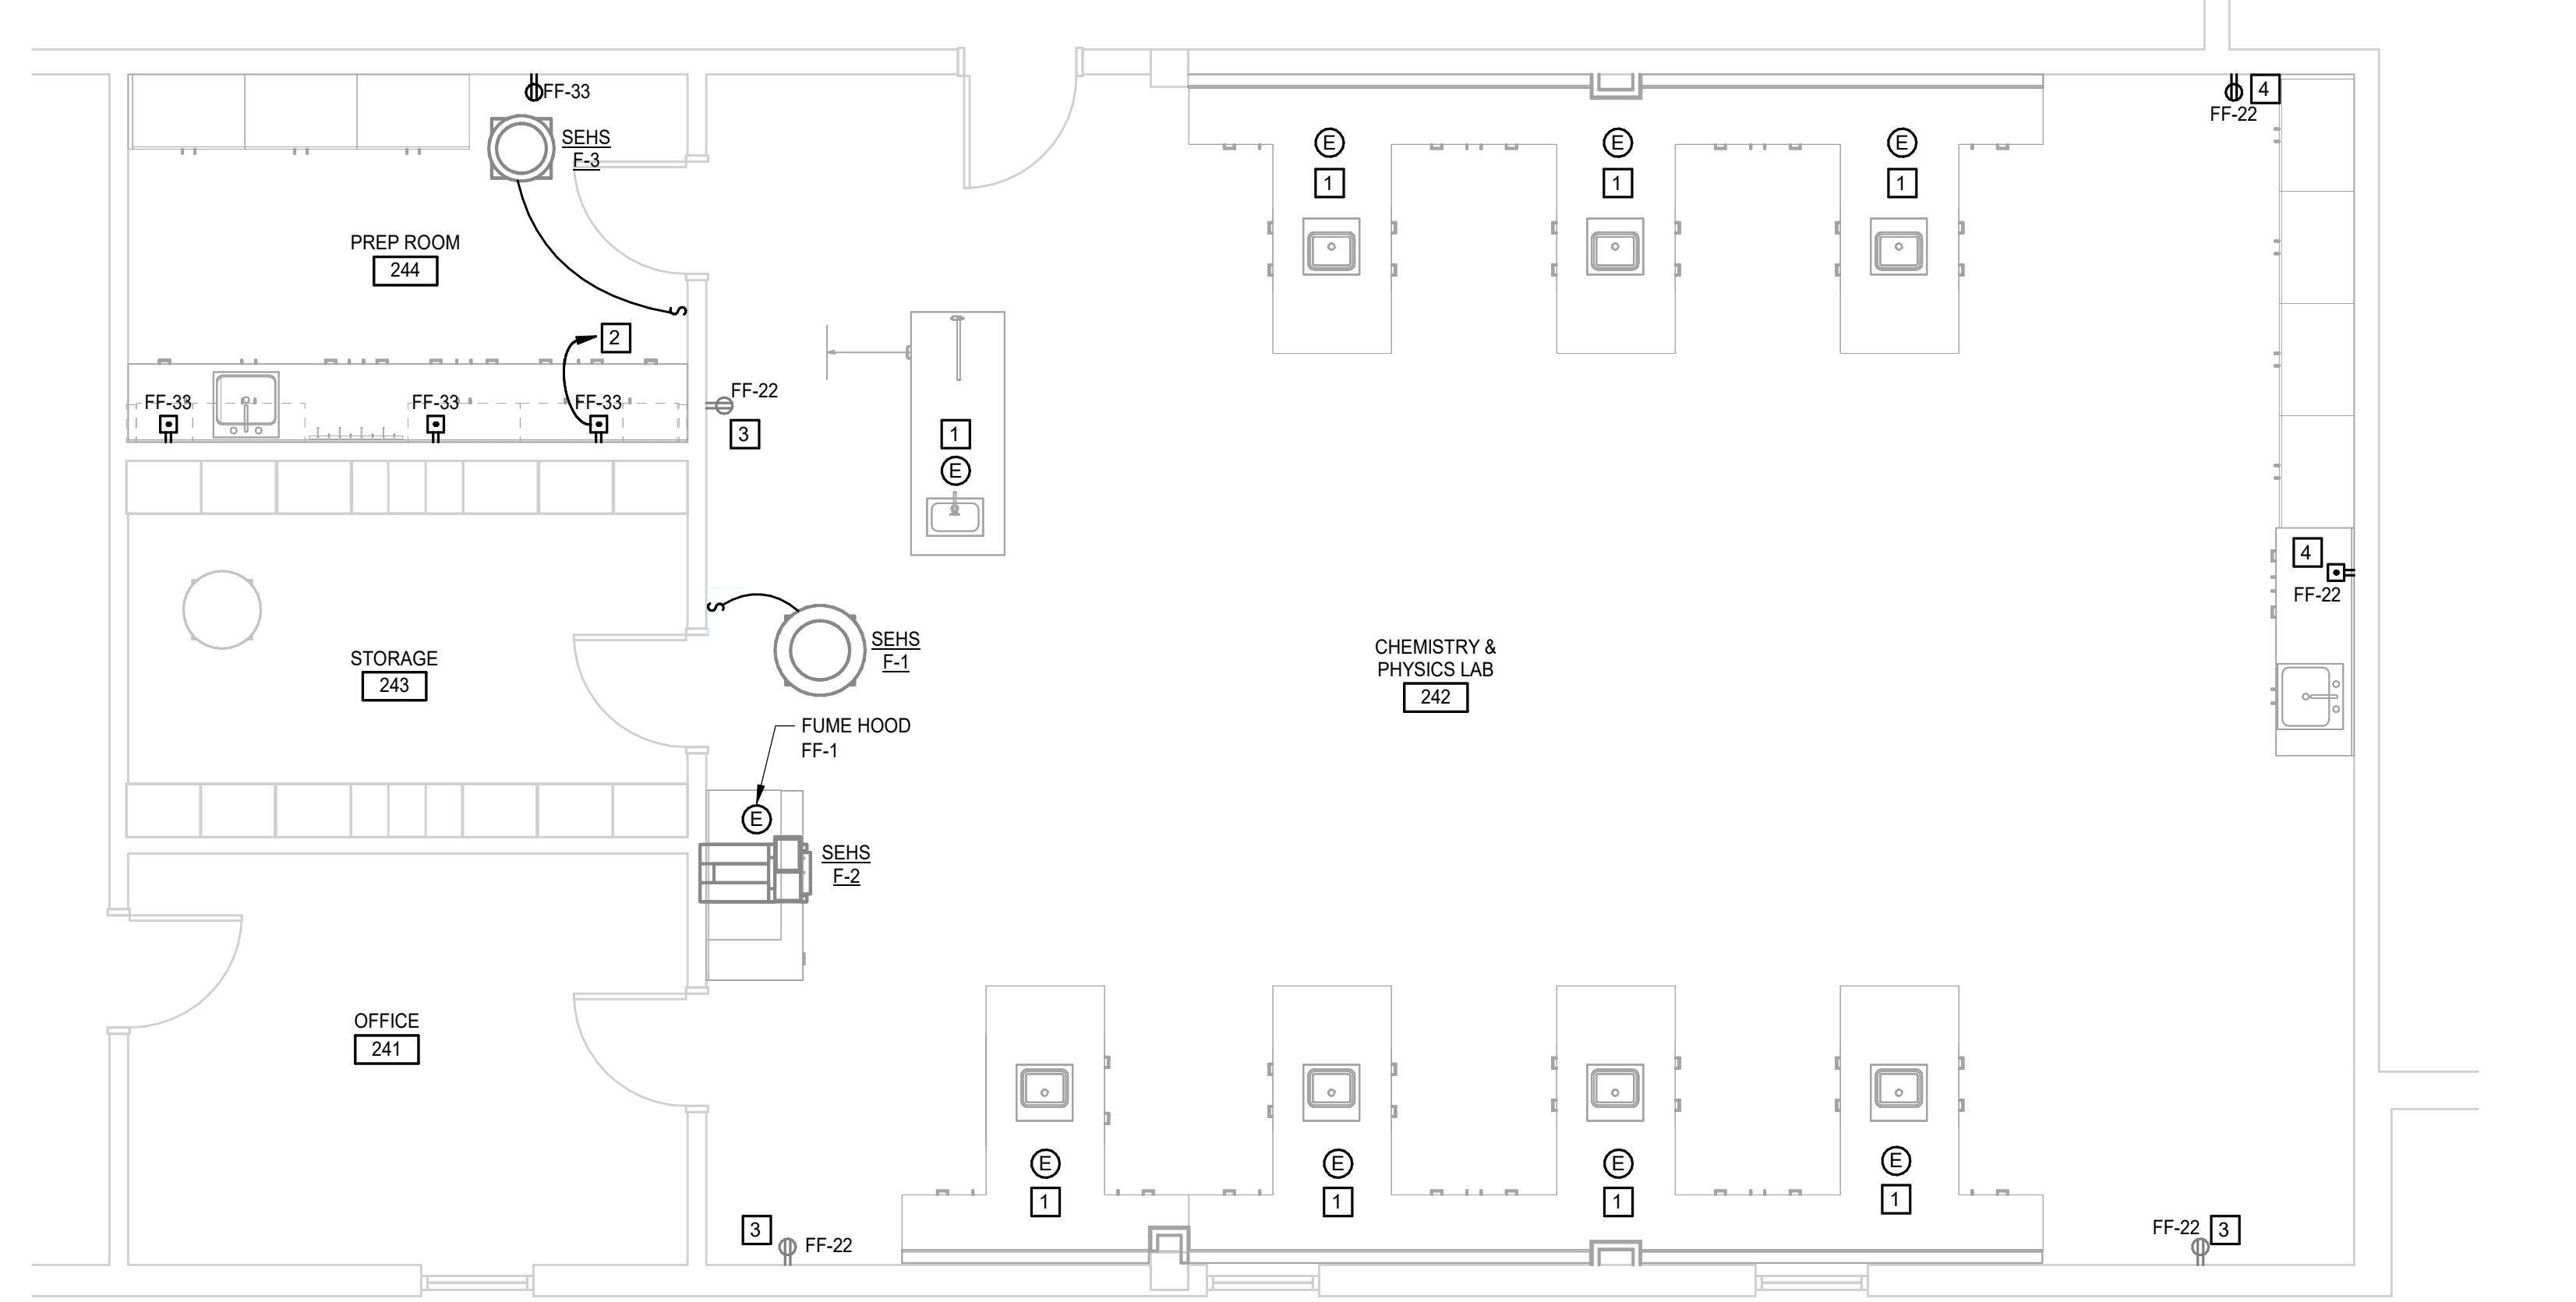 FF-33
4
FF-22
SEHS
F-3
E
E
E
1
1
1
PREP ROOM
244
S
2
FF-33
FF-33
FF-33
FF-22
3
1
E
4
FF-22
S
SEHS
F-1
STORAGE
243
CHEMISTRY &
PHYSICS LAB
242
FUME HOOD
FF-1
E
SEHS
F-2
OFFICE
241
E
E
E
E
1
1
1
1
3
FF-22
FF-22
3